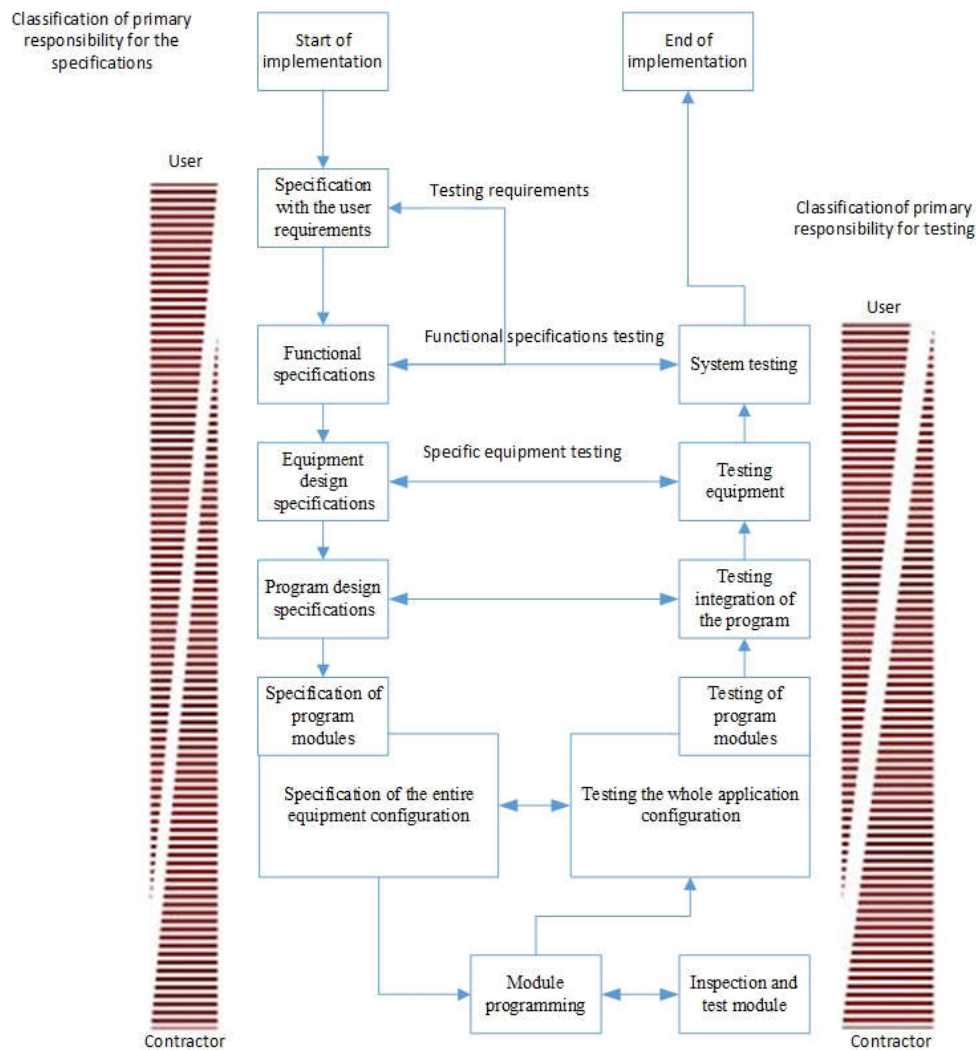 Classification of primary
responsibility for the
specifications
Start of
implementation
End of
implementation
User
Specification
with the user
requirements
Testing requirements
Classification of primary
responsibility for testing
User
Functional
specifications
Functional specifications testing
System testing
Equipment
design
specifications
Specific equipment testing
Testing
equipment
Program design
specifications
Testing
integration of
the program
Specification of
program
modules
Testing of
program
modules
Specification of the entire
equipment configuration
Testing the whole application
configuration
Module
programming
Inspection and
test module
Contractor
Contractor